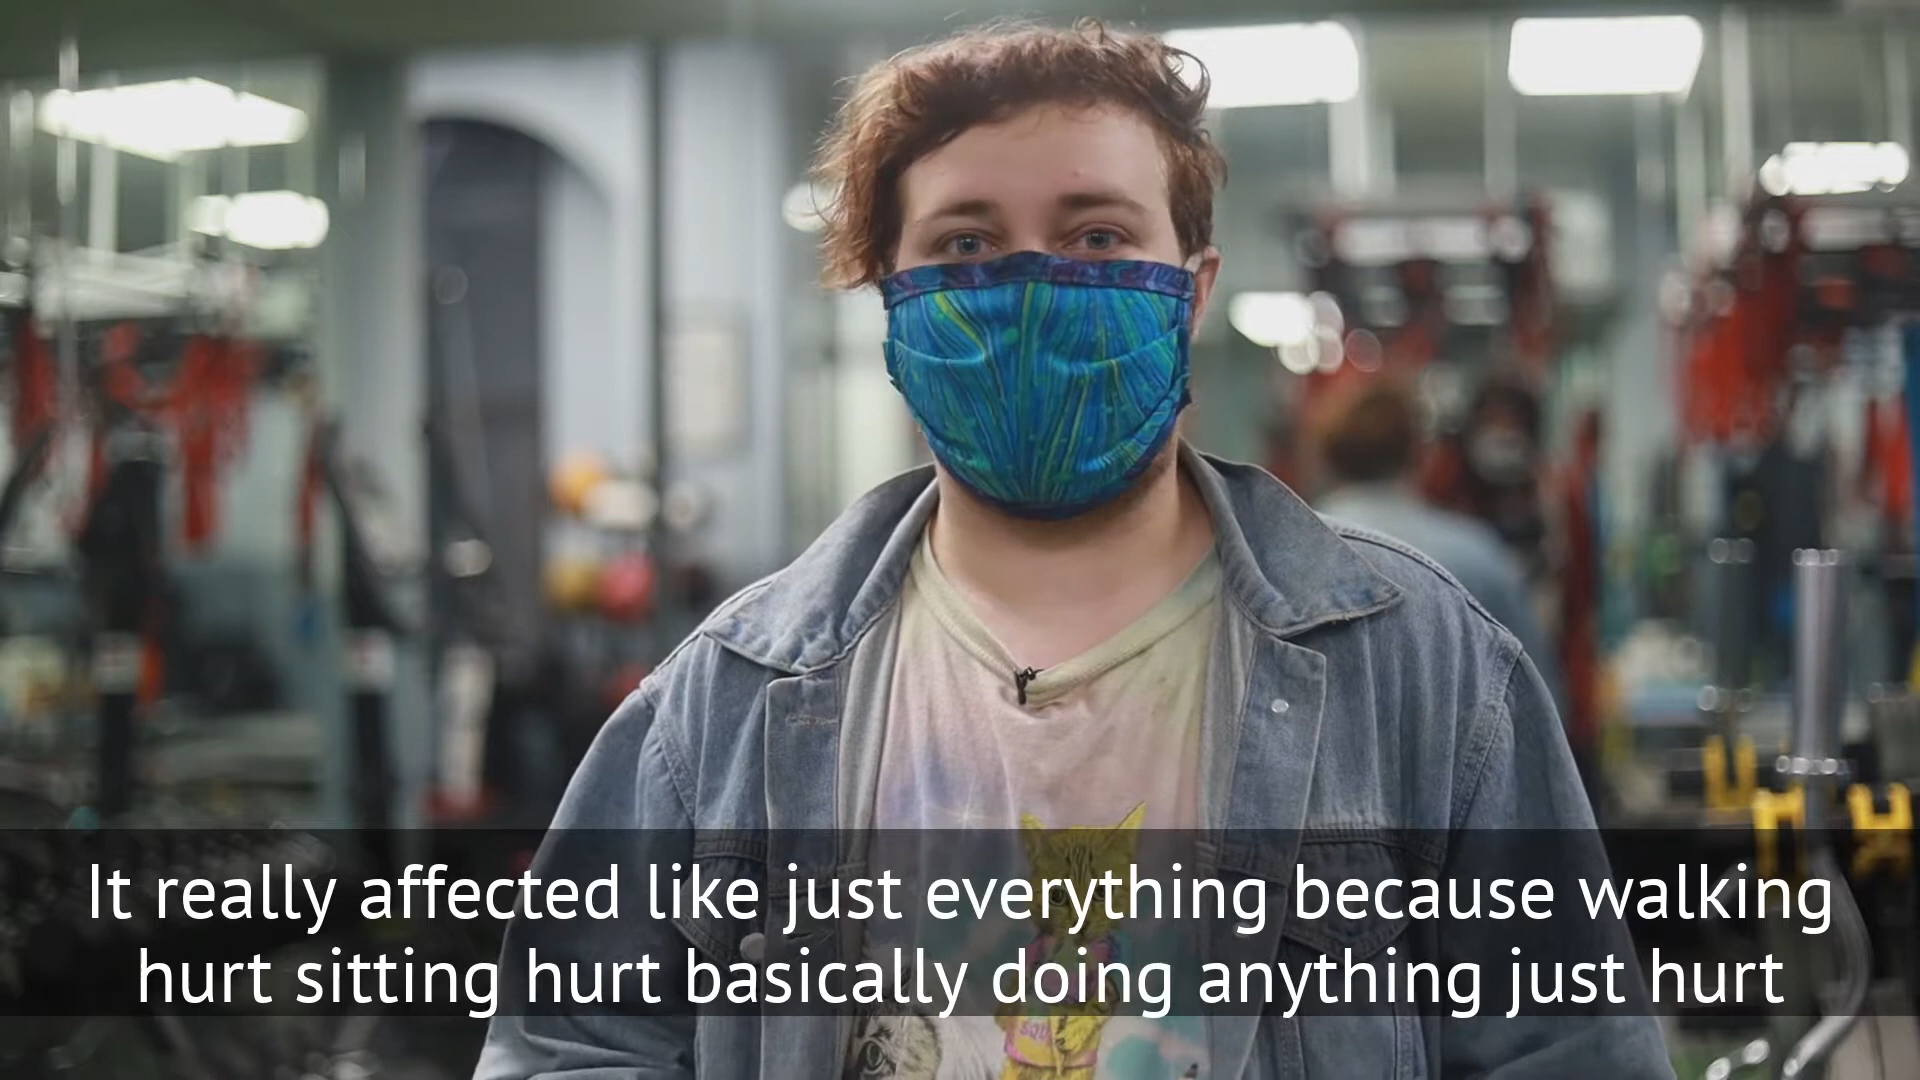 It really affected like just everything because walking
hurt sitting hurt basically doing anything just hurt